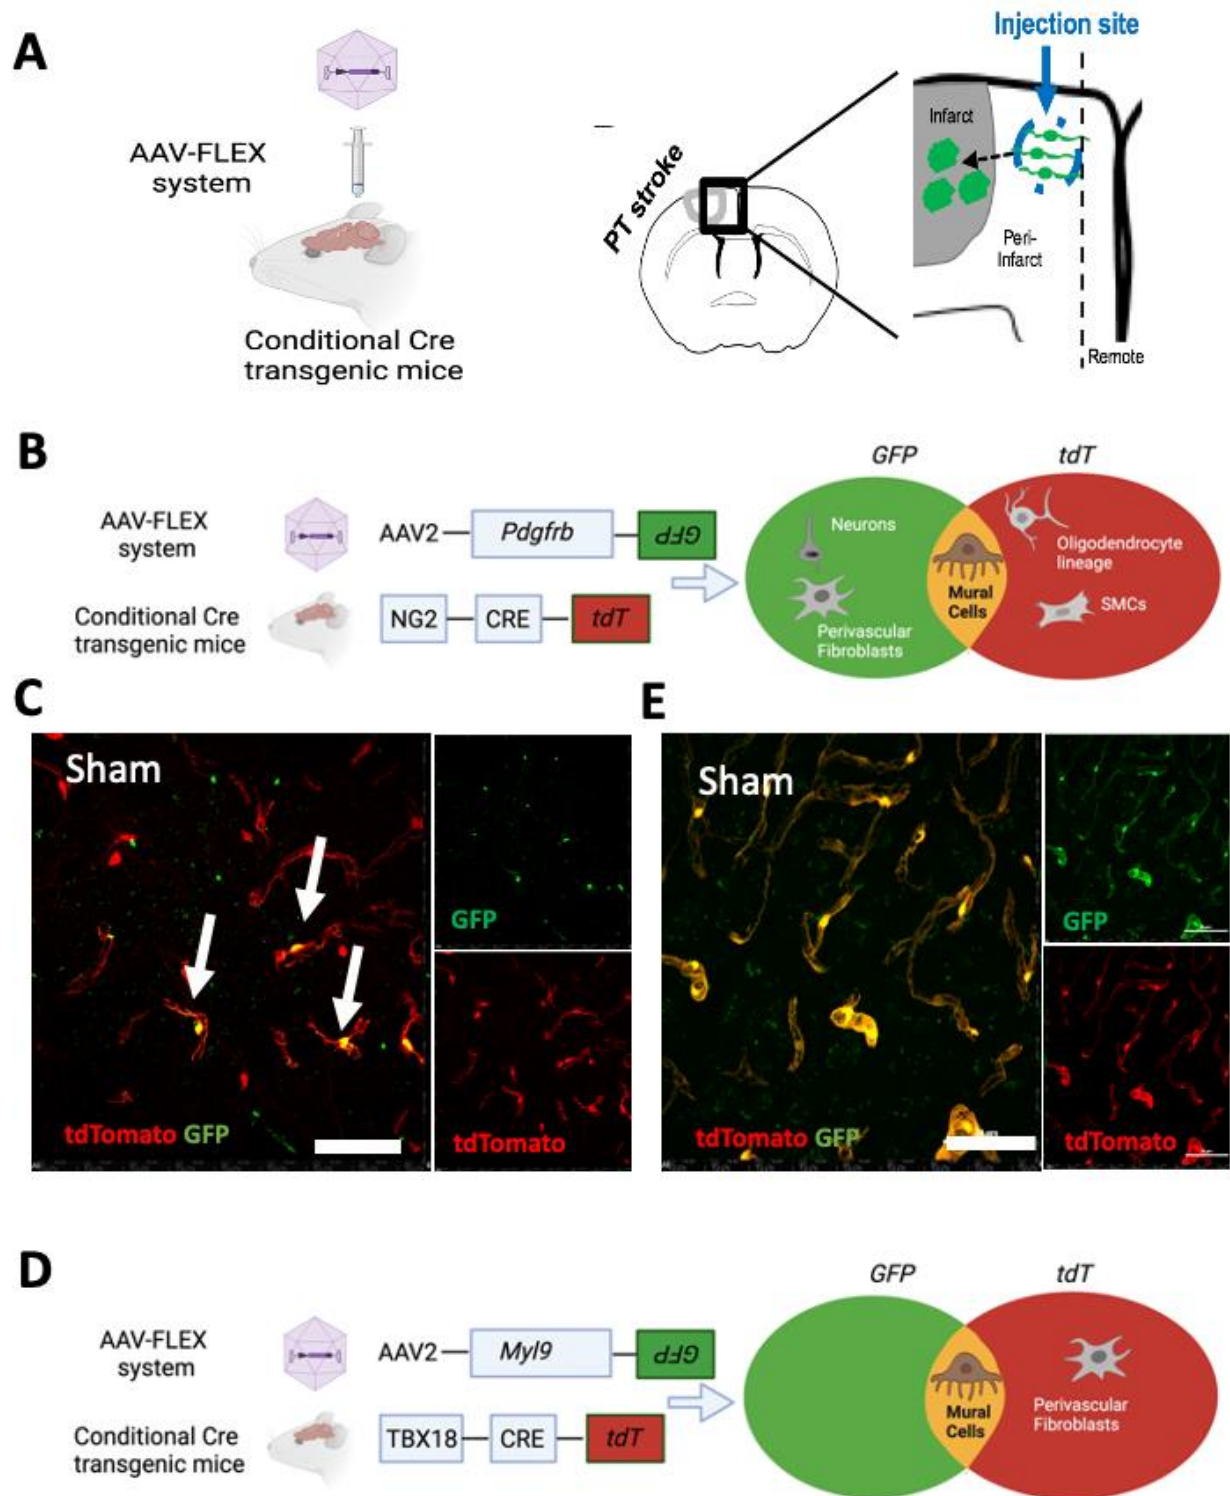 A
AAV-FLEX
system
Conditional Cre
transgenic mice
PT stroke
Injection site
Infarct
Peri-
Infarct
Remote
B
AAV-FLEX
system
AAV2
Pdgfrb
GFP
Conditional Cre
transgenic mice
NG2
CRE
tdT
GFP
tdT
Neurons
Perivascular
Fibroblasts
Mural
Cells
Oligodendrocyte
lineage
SMCs
C
Sham
tdTomato GFP
GFP
tdTomato
E
Sham
tdTomato GFP
GFP
tdTomato
D
AAV-FLEX
system
AAV2
Myl9
GFP
Conditional Cre
transgenic mice
TBX18
CRE
tdT
GFP
tdT
Mural
Cells
Perivascular
Fibroblasts